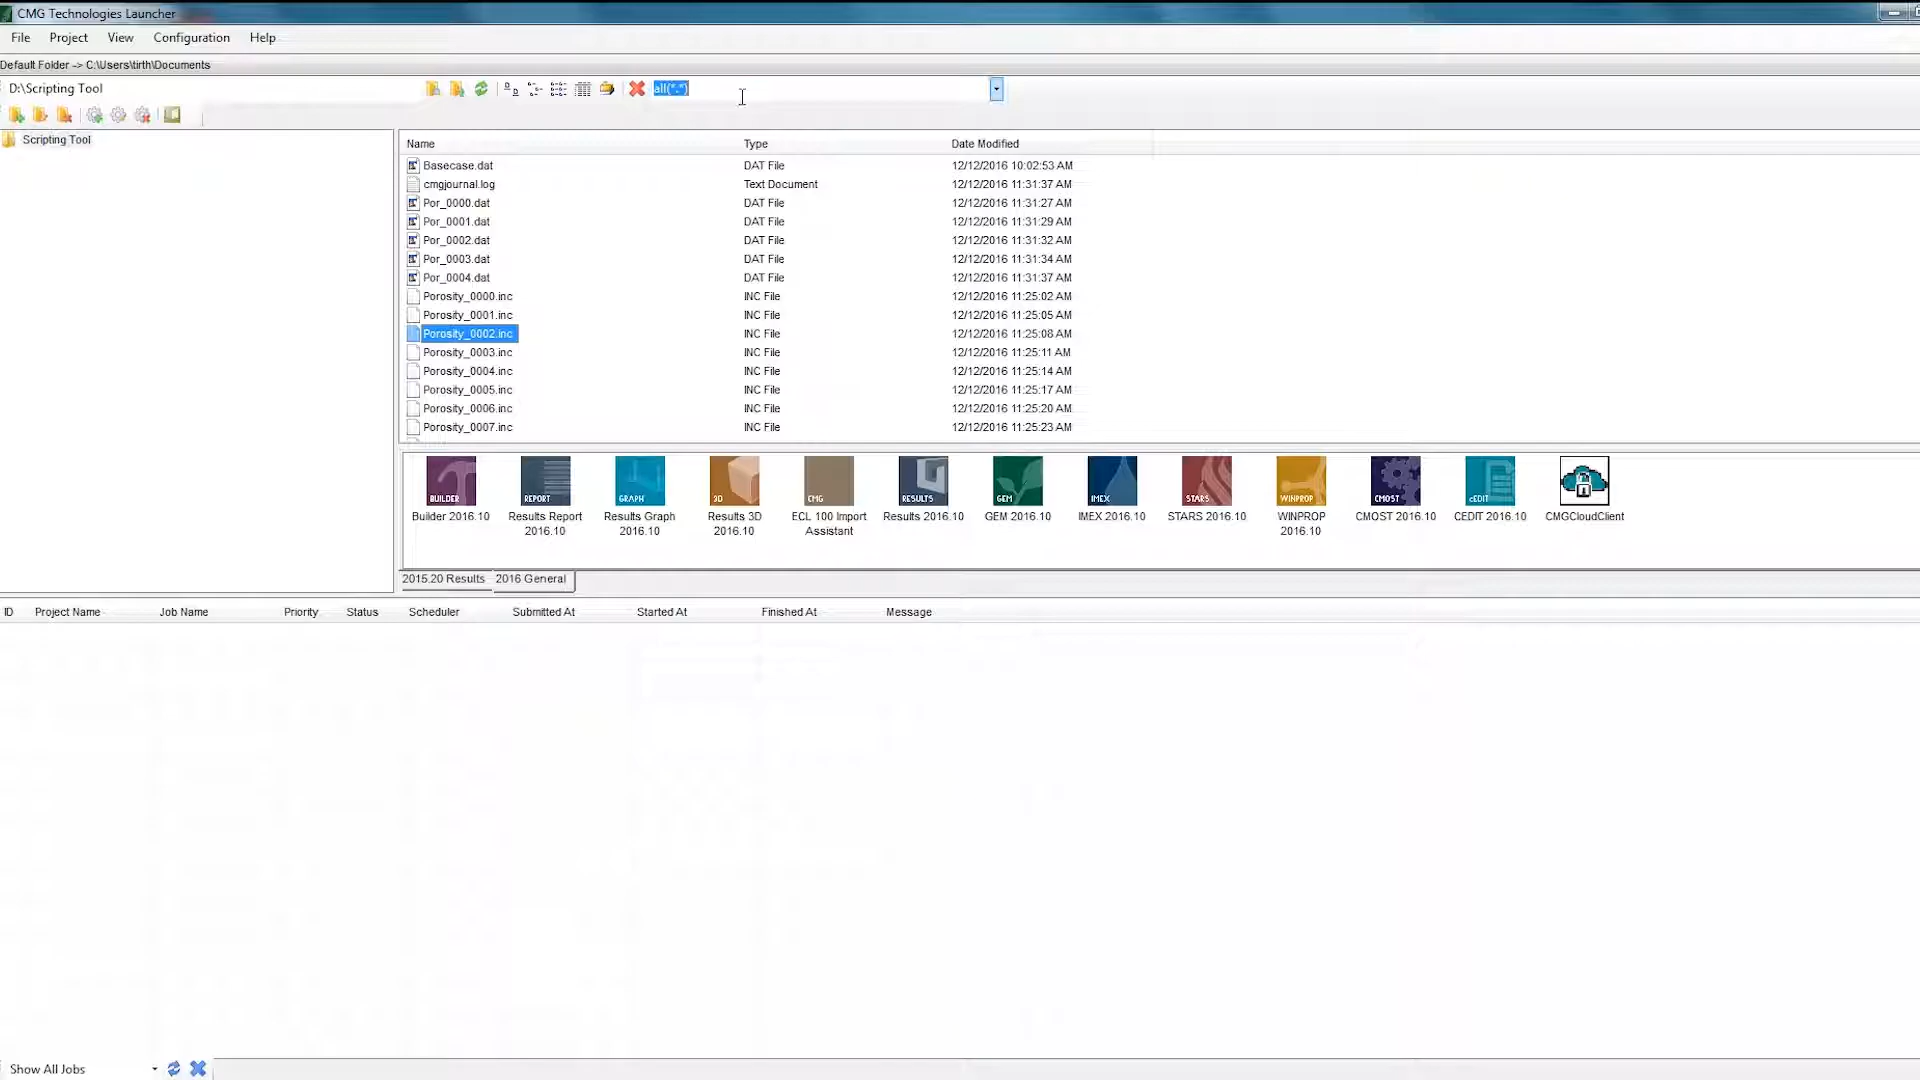 CMG Technologies Launcher
File Project View Configuration Help
Default Folder -> C:\Users\tirth\Documents
D:\Scripting Tool all(*.*)
Scripting Tool
Name Type Date Modified
Basecase.dat DAT File 12/12/2016 10:02:53 AM
cmgjournal.log Text Document 12/12/2016 11:31:37 AM
Por_0000.dat DAT File 12/12/2016 11:31:27 AM
Por_0001.dat DAT File 12/12/2016 11:31:29 AM
Por_0002.dat DAT File 12/12/2016 11:31:32 AM
Por_0003.dat DAT File 12/12/2016 11:31:34 AM
Por_0004.dat DAT File 12/12/2016 11:31:37 AM
Porosity_0000.inc INC File 12/12/2016 11:25:02 AM
Porosity_0001.inc INC File 12/12/2016 11:25:05 AM
Porosity_0002.inc INC File 12/12/2016 11:25:08 AM
Porosity_0003.inc INC File 12/12/2016 11:25:11 AM
Porosity_0004.inc INC File 12/12/2016 11:25:14 AM
Porosity_0005.inc INC File 12/12/2016 11:25:17 AM
Porosity_0006.inc INC File 12/12/2016 11:25:20 AM
Porosity_0007.inc INC File 12/12/2016 11:25:23 AM
BUILDER REPORT GRAPH 3D CMG RESULTS GEM IMEX STARS WINPROP CMOST cEDIT
Builder 2016.10 Results Report Results Graph Results 3D ECL 100 Import Results 2016.10 GEM 2016.10 IMEX 2016.10 STARS 2016.10 WINPROP CMOST 2016.10 CEDIT 2016.10 CMGCloudClient
2016.10 2016.10 2016.10 Assistant 2016.10
2015.20 Results 2016 General
ID Project Name Job Name Priority Status Scheduler Submitted At Started At Finished At Message
Show All Jobs